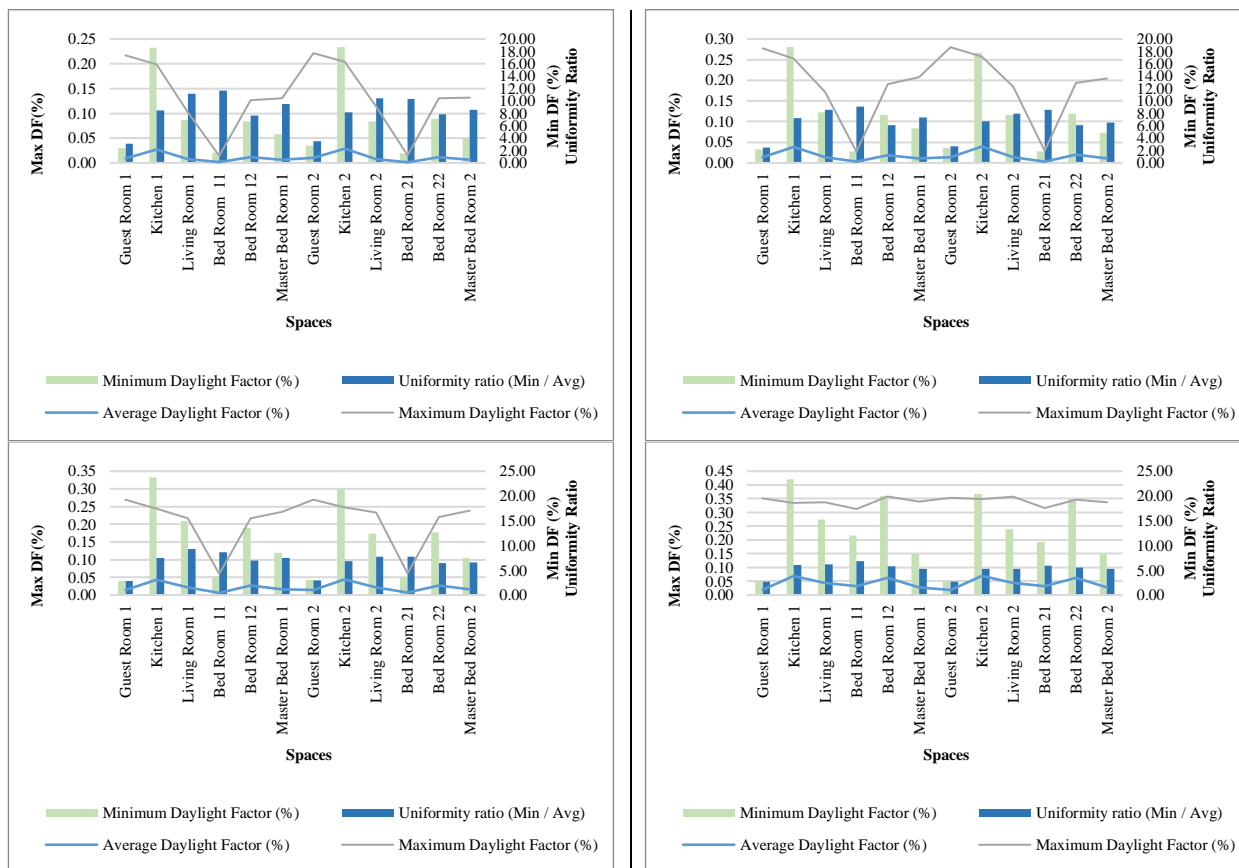 0.25
0.20
0.15
0.10
0.05
0.00
Max DF(%)
20.00
18.00
16.00
14.00
12.00
10.00
8.00
6.00
4.00
2.00
0.00
Min DF (%)
Uniformity Ratio
Guest Room 1
Kitchen 1
Living Room 1
Bed Room 11
Bed Room 12
Master Bed Room 1
Guest Room 2
Kitchen 2
Living Room 2
Bed Room 21
Bed Room 22
Master Bed Room 2
Spaces
Minimum Daylight Factor (%)
Uniformity ratio (Min / Avg)
Average Daylight Factor (%)
Maximum Daylight Factor (%)
0.30
0.25
0.20
0.15
0.10
0.05
0.00
Max DF(%)
20.00
18.00
16.00
14.00
12.00
10.00
8.00
6.00
4.00
2.00
0.00
Min DF (%)
Uniformity Ratio
Guest Room 1
Kitchen 1
Living Room 1
Bed Room 11
Bed Room 12
Master Bed Room 1
Guest Room 2
Kitchen 2
Living Room 2
Bed Room 21
Bed Room 22
Master Bed Room 2
Spaces
Minimum Daylight Factor (%)
Uniformity ratio (Min / Avg)
Average Daylight Factor (%)
Maximum Daylight Factor (%)
0.35
0.30
0.25
0.20
0.15
0.10
0.05
0.00
Max DF(%)
25.00
20.00
15.00
10.00
5.00
0.00
Min DF (%)
Uniformity Ratio
Guest Room 1
Kitchen 1
Living Room 1
Bed Room 11
Bed Room 12
Master Bed Room 1
Guest Room 2
Kitchen 2
Living Room 2
Bed Room 21
Bed Room 22
Master Bed Room 2
Spaces
Minimum Daylight Factor (%)
Uniformity ratio (Min / Avg)
Average Daylight Factor (%)
Maximum Daylight Factor (%)
0.45
0.40
0.35
0.30
0.25
0.20
0.15
0.10
0.05
0.00
Max DF(%)
25.00
20.00
15.00
10.00
5.00
0.00
Min DF (%)
Uniformity Ratio
Guest Room 1
Kitchen 1
Living Room 1
Bed Room 11
Bed Room 12
Master Bed Room 1
Guest Room 2
Kitchen 2
Living Room 2
Bed Room 21
Bed Room 22
Master Bed Room 2
Spaces
Minimum Daylight Factor (%)
Uniformity ratio (Min / Avg)
Average Daylight Factor (%)
Maximum Daylight Factor (%)